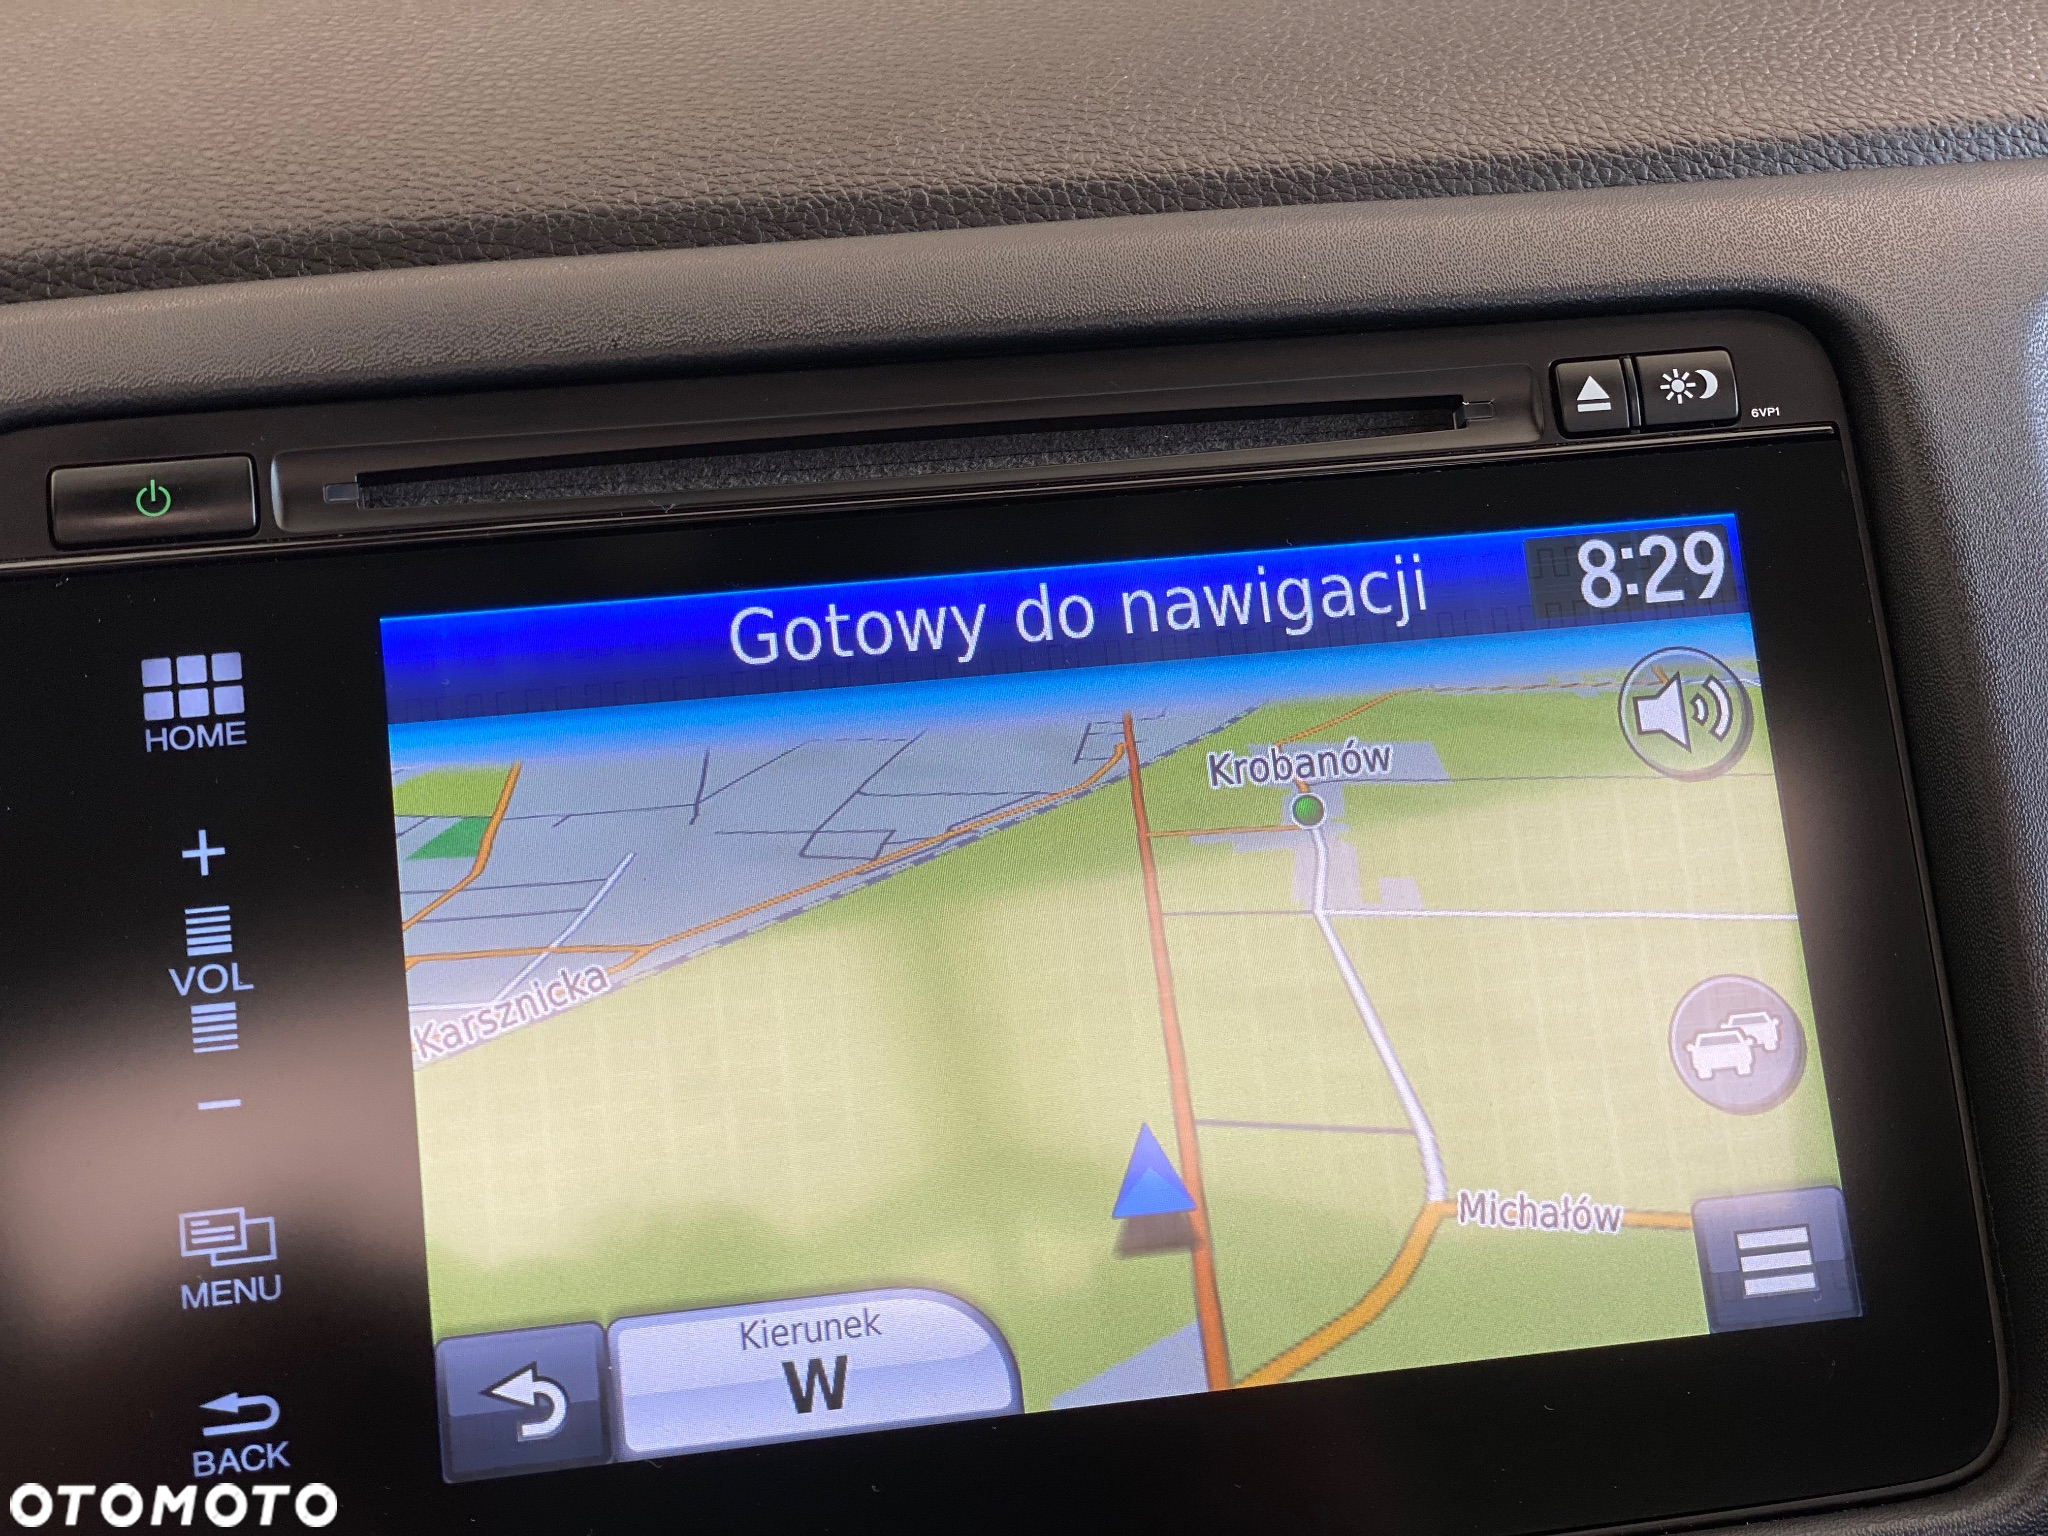 6VP1
Gotowy do nawigacji
8:29
HOME
Krobanów
VOL
Karsznicka
Michałów
MENU
Kierunek
W
BACK
OTOMOTO